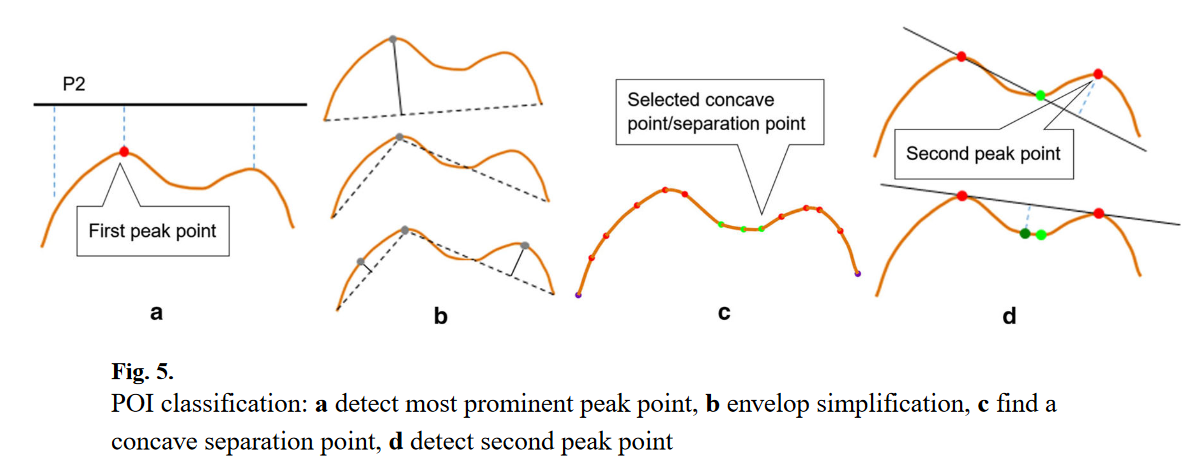 P2
First peak point
Selected concave
point/separation point
Second peak point
a
b
c
d
Fig. 5.
POI classification: a detect most prominent peak point, b envelop simplification, c find a
concave separation point, d detect second peak point